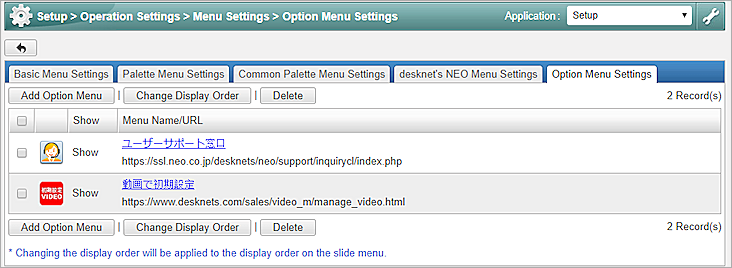 Setup > Operation Settings > Menu Settings > Option Menu Settings Application : Setup
Basic Menu Settings Palette Menu Settings Common Palette Menu Settings desknet's NEO Menu Settings Option Menu Settings
Add Option Menu | Change Display Order | Delete 2 Record(s)
Show Menu Name/URL
Show ユーザーサポート窓口
https://ssl.neo.co.jp/desknets/neo/support/inquirycl/index.php
初期設定 VIDEO Show 動画で初期設定
https://www.desknets.com/sales/video_m/manage_video.html
Add Option Menu | Change Display Order | Delete 2 Record(s)
* Changing the display order will be applied to the display order on the slide menu.